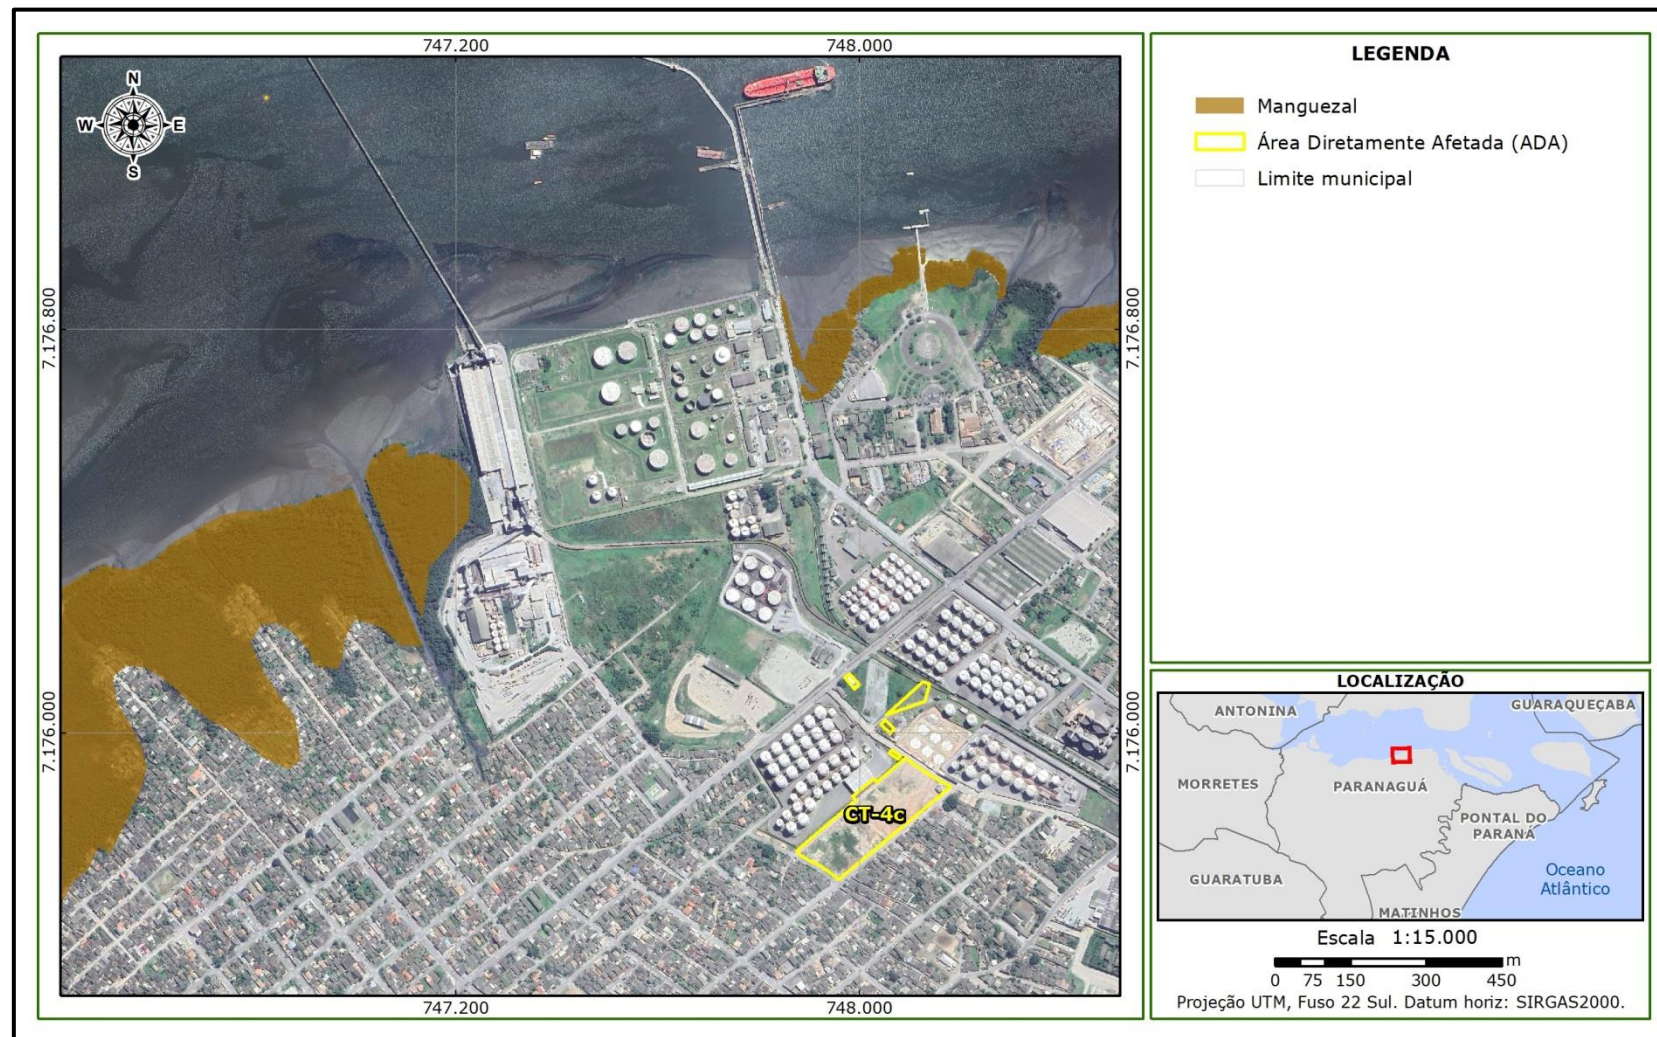 747.200
748.000
N
W
E
S
7.176.800
7.176.800
7.176.000
7.176.000
CT-4c
747.200
748.000
LEGENDA
Manguezal
Área Diretamente Afetada (ADA)
Limite municipal
LOCALIZAÇÃO
ANTONINA
GUARAQUEÇABA
MORRETES
PARANAGUÁ
PONTAL DO
PARANÁ
GUARATUBA
Oceano
Atlântico
MATINHOS
Escala 1:15.000
m
0 75 150 300 450
Projeção UTM, Fuso 22 Sul. Datum horiz: SIRGAS2000.